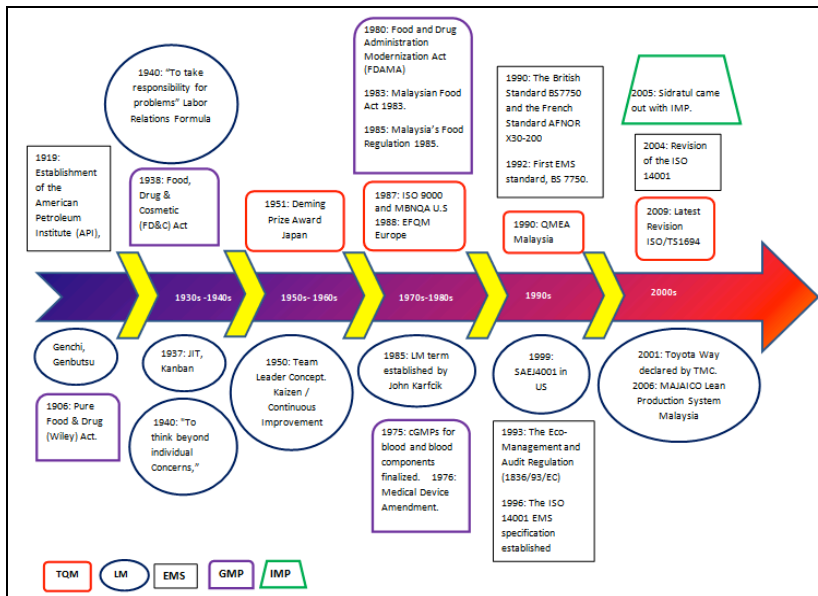 1919:
Establishment
of the
American
Petroleum
Institute (API),
1940: “To take
responsibility for
problems” Labor
Relations Formula
1938: Food,
Drug &
Cosmetic
(FD&C) Act
1951: Deming
Prize Award
Japan
1980: Food and Drug
Administration
Modernization Act
(FDAMA)
1983: Malaysian Food
Act 1983.
1985: Malaysia’s Food
Regulation 1985.
1987: ISO 9000
and MBNQA U.S
1988: EFQM
Europe
1990: The British
Standard BS7750
and the French
Standard AFNOR
X30-200
1992: First EMS
standard, BS 7750.
1990: QMEA
Malaysia
2005: Sidratul came
out with IMP.
2004: Revision
of the ISO
14001
2009: Latest
Revision
ISO/TS1694
1930s -1940s
1950s- 1960s
1970s-1980s
1990s
2000s
Genchi,
Genbutsu
1906: Pure
Food & Drug
(Wiley) Act.
1937: JIT,
Kanban
1940: “To
think beyond
individual
Concerns,”
1950: Team
Leader Concept.
Kaizen /
Continuous
Improvement
1985: LM term
established by
John Karfcik
1975: cGMPs for
blood and blood
components
finalized. 1976:
Medical Device
Amendment.
1999:
SAEJ4001 in
US
1993: The Eco-
Management and
Audit Regulation
(1836/93/EC)
1996: The ISO
14001 EMS
specification
established
2001: Toyota Way
declared by TMC.
2006: MAJAICO Lean
Production System
Malaysia
TQM
LM
EMS
GMP
IMP